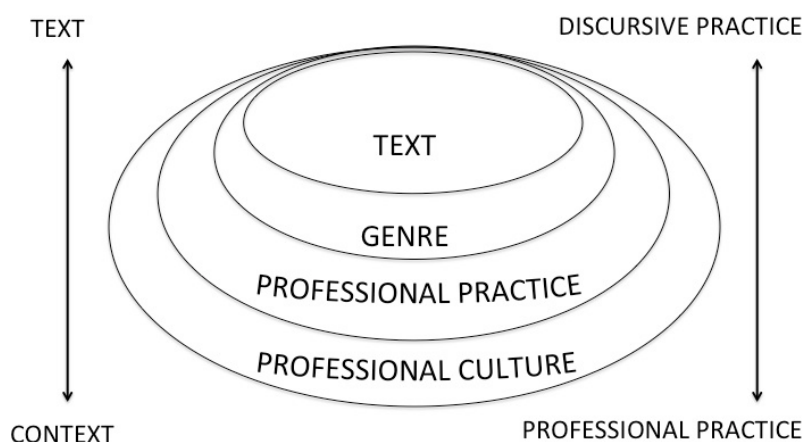 TEXT
DISCURSIVE PRACTICE
TEXT
GENRE
PROFESSIONAL PRACTICE
PROFESSIONAL CULTURE
CONTEXT
PROFESSIONAL PRACTICE